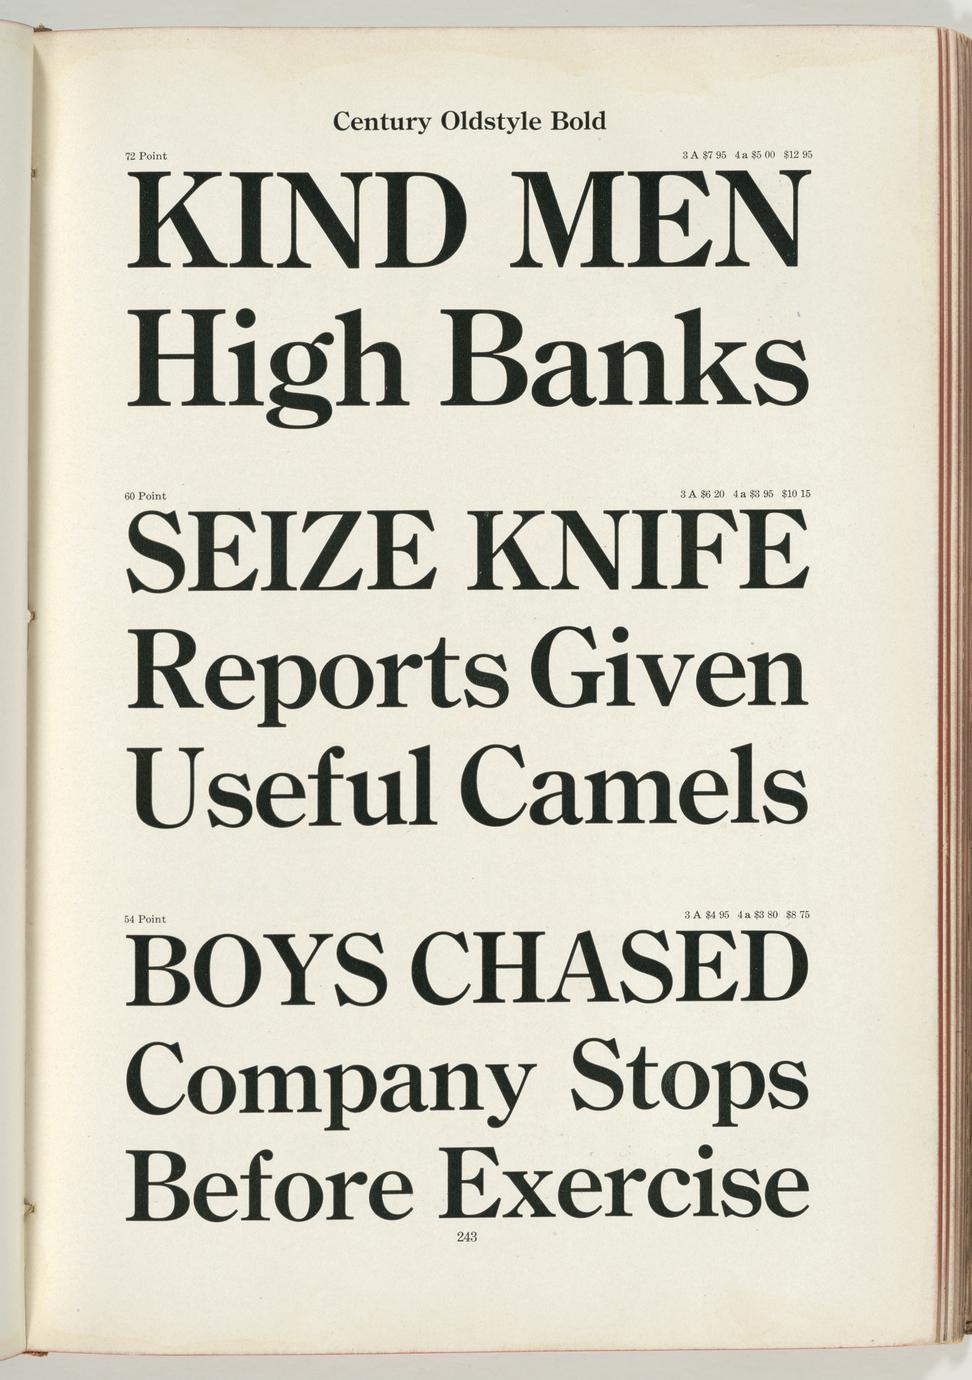 Century Oldstyle Bold
72 Point 3 A $7 95 4 a $5 00 $12 95
KIND MEN
High Banks
60 Point 3 A $6 20 4 a $3 95 $10 15
SEIZE KNIFE
Reports Given
Useful Camels
54 Point 3 A $4 95 4 a $3 80 $8 75
BOYS CHASED
Company Stops
Before Exercise
243